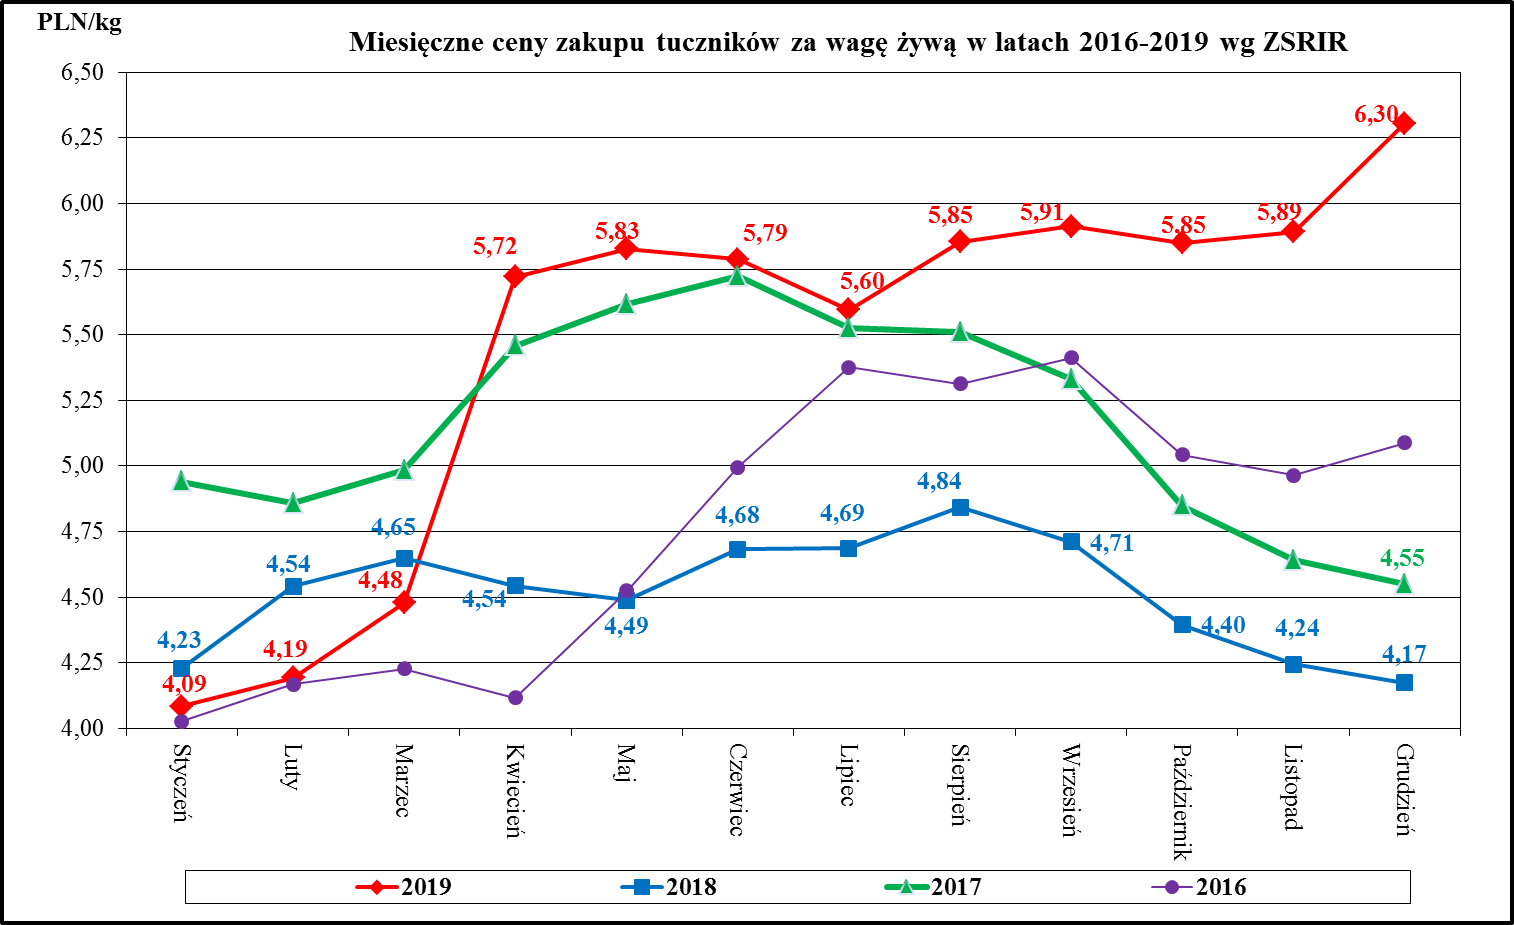 PLN/kg
Miesięczne ceny zakupu tuczników za wagę żywą w latach 2016-2019 wg ZSRIR
6,50
6,25
6,00
5,75
5,50
5,25
5,00
4,75
4,50
4,25
4,00
4,09
4,19
4,48
5,72
5,83
5,79
5,60
5,85
5,91
5,85
5,89
6,30
4,23
4,54
4,65
4,54
4,49
4,68
4,69
4,84
4,71
4,40
4,24
4,17
4,55
Styczeń
Luty
Marzec
Kwiecień
Maj
Czerwiec
Lipiec
Sierpień
Wrzesień
Październik
Listopad
Grudzień
2019
2018
2017
2016